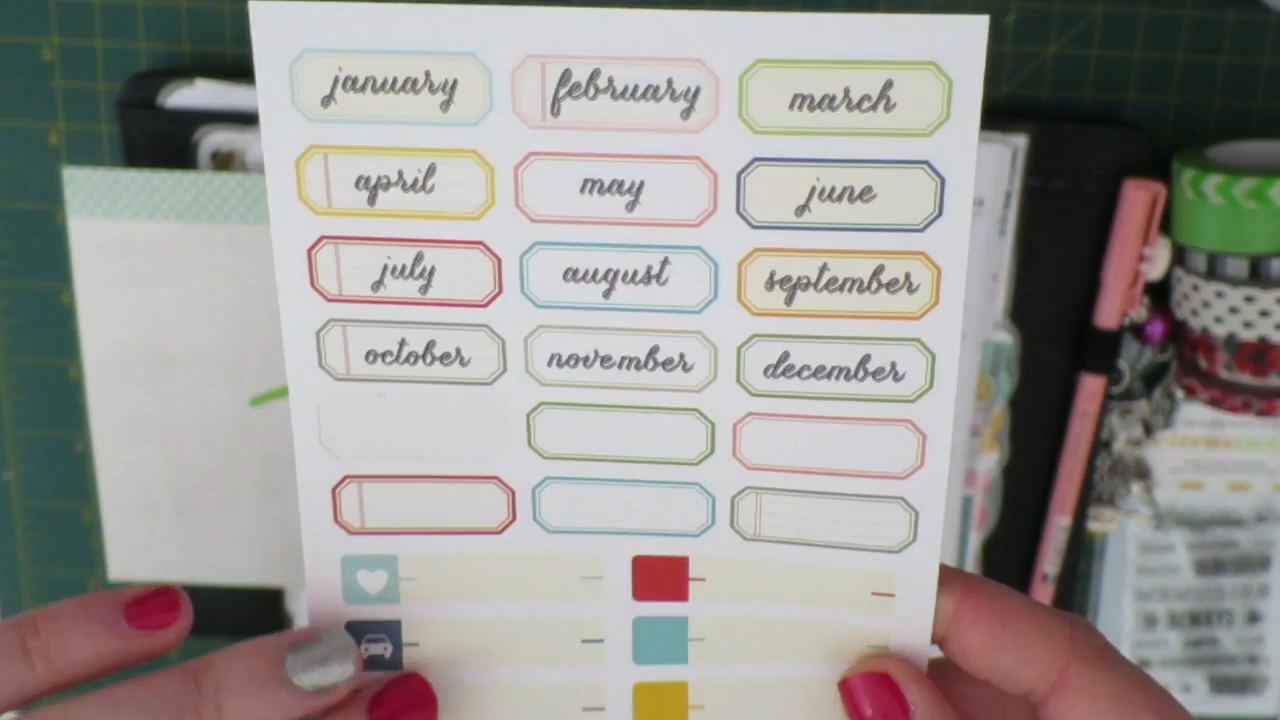 january february march
april may june
july august september
october november december